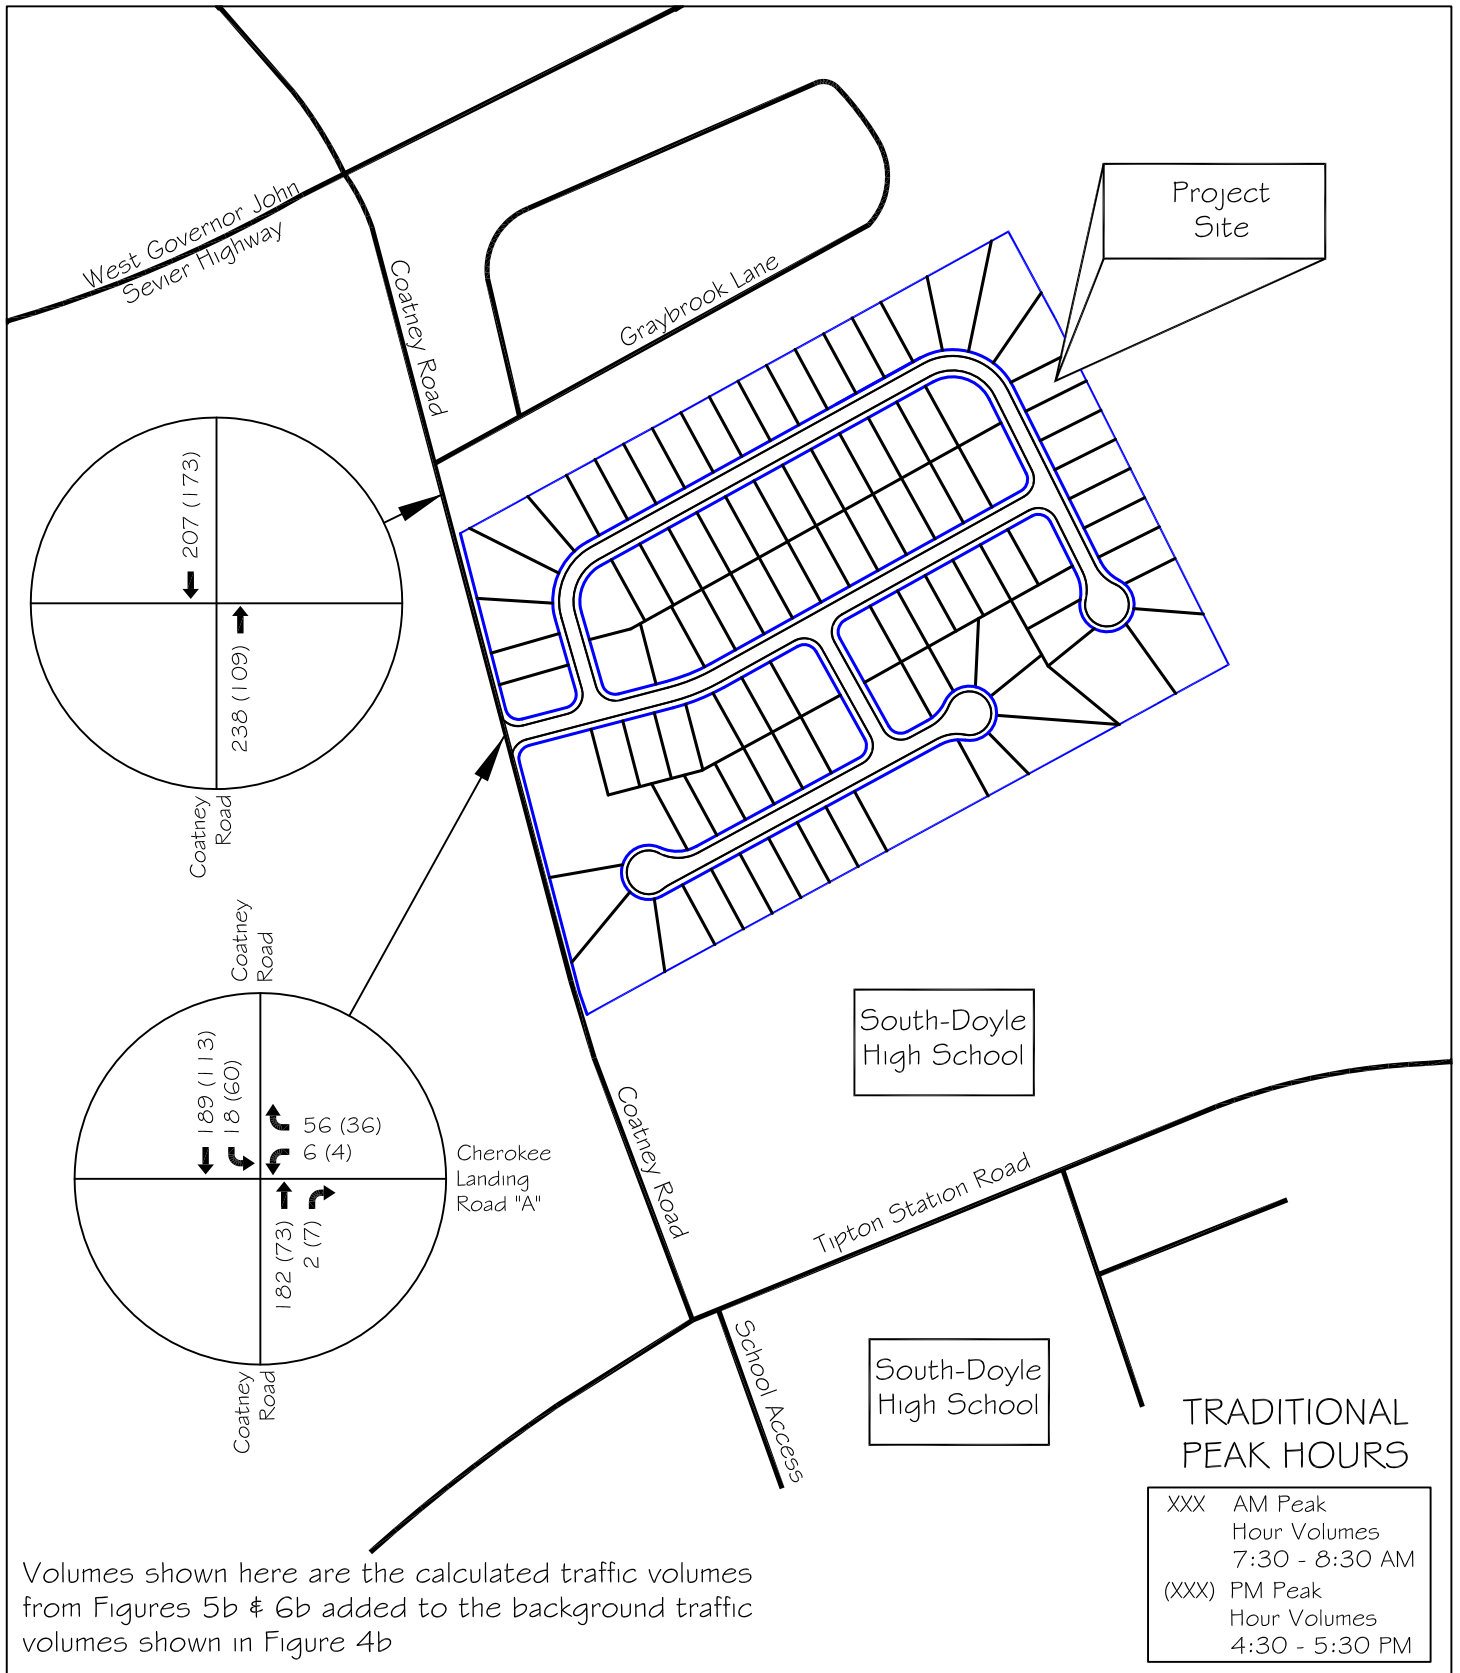 West Governor John
Sevier Highway
Coatney Road
Graybrook Lane
Project
Site
207 (173)
238 (109)
Coatney
Road
Coatney
Road
189 (113)
18 (60)
56 (36)
6 (4)
Cherokee
Landing
Road "A"
182 (73)
2 (7)
Coatney
Road
South-Doyle
High School
Coatney Road
Tipton Station Road
School Access
South-Doyle
High School
TRADITIONAL
PEAK HOURS
XXX AM Peak
Hour Volumes
7:30 - 8:30 AM
(XXX) PM Peak
Hour Volumes
4:30 - 5:30 PM
Volumes shown here are the calculated traffic volumes
from Figures 5b & 6b added to the background traffic
volumes shown in Figure 4b